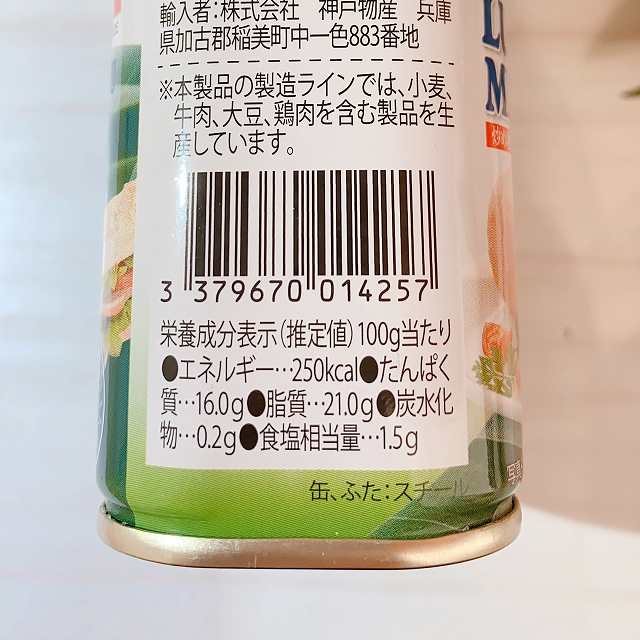 輸入者：株式会社　神戸物産　兵庫
県加古郡稲美町中一色883番地
※本製品の製造ラインでは、小麦、
牛肉、大豆、鶏肉を含む製品を生
産しています。
3 379670 014257
栄養成分表示（推定値）100g当たり
●エネルギー…250kcal●たんぱく
質…16.0g●脂質…21.0g●炭水化
物…0.2g●食塩相当量…1.5g
缶、ふた：スチール